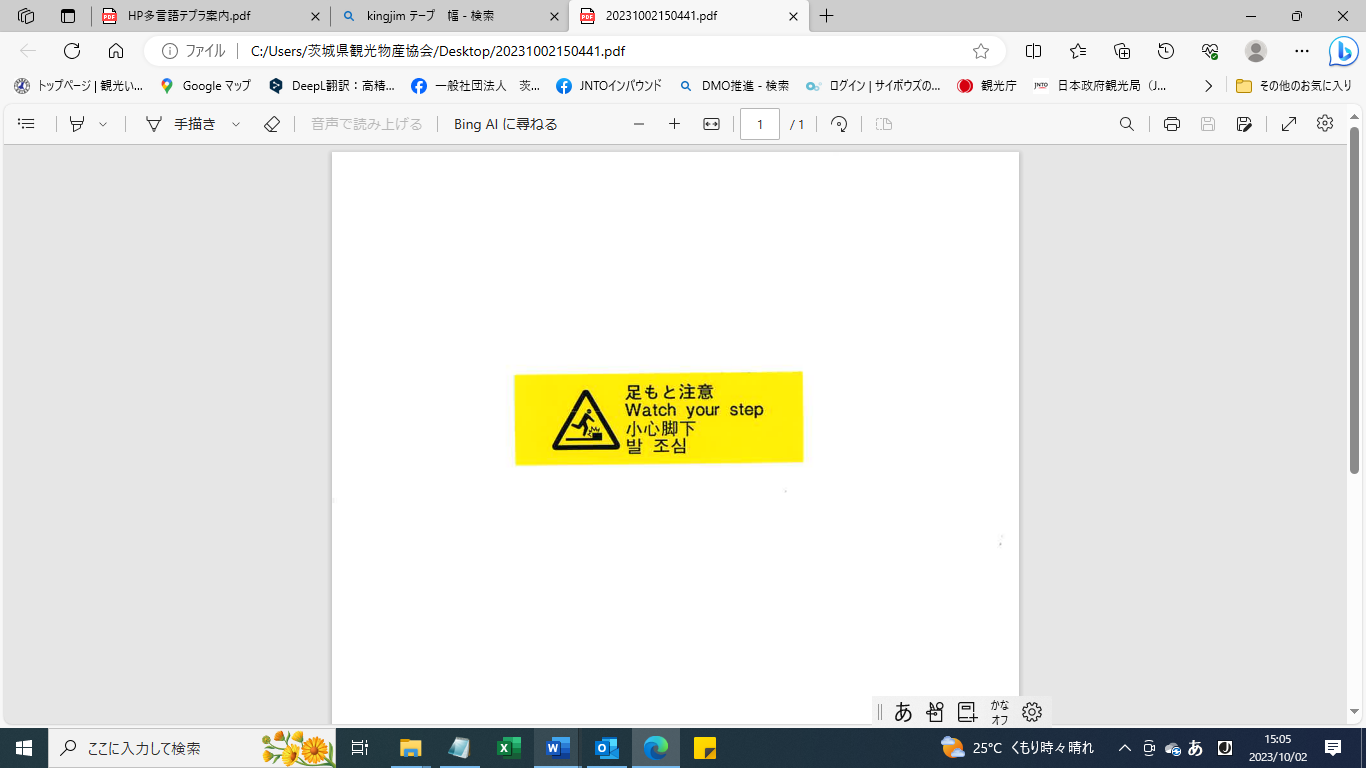 HP多言語テプラ案内.pdf
kingjim テープ　幅 - 検索
20231002150441.pdf
ファイル
C:/Users/茨城県観光物産協会/Desktop/20231002150441.pdf
トップページ | 観光い...
Google マップ
DeepL翻訳：高精...
一般社団法人　茨...
JNTOインバウンド
DMO推進 - 検索
ログイン | サイボウズの...
観光庁
JNTO
日本政府観光局（J...
その他のお気に入り
手描き
音声で読み上げる
Bing AI に尋ねる
1
/ 1
足もと注意
Watch your step
小心脚下
발 조심
あ
かな
オフ
ここに入力して検索
25°C くもり時々晴れ
あ
J
15:05
2023/10/02